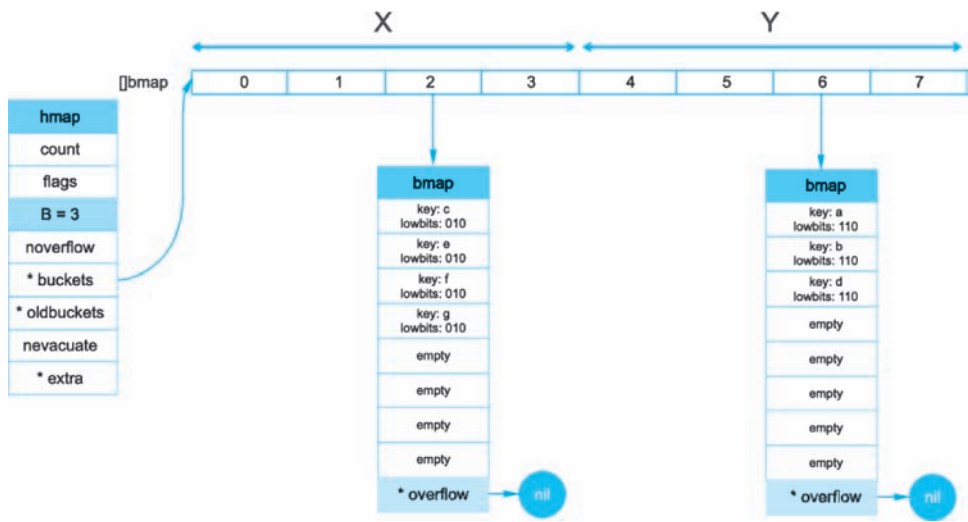 X
Y
[]bmap
0
1
2
3
4
5
6
7
hmap
count
flags
B = 3
noverflow
* buckets
* oldbuckets
nevacuate
* extra
bmap
key: c
lowbits: 010
key: e
lowbits: 010
key: f
lowbits: 010
key: g
lowbits: 010
empty
empty
empty
empty
* overflow
nil
bmap
key: a
lowbits: 110
key: b
lowbits: 110
key: d
lowbits: 110
empty
empty
empty
empty
empty
* overflow
nil